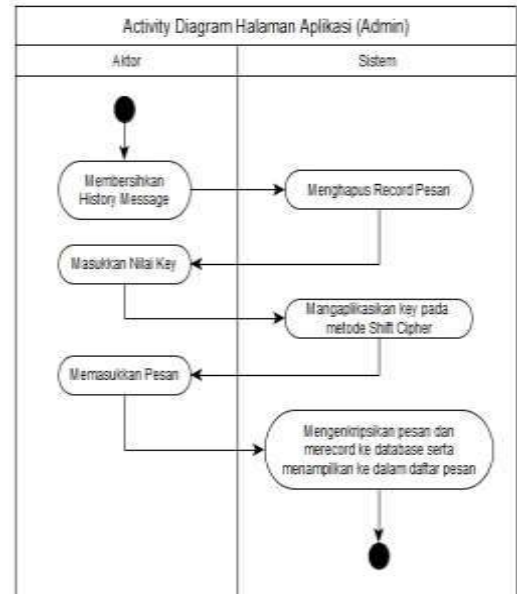 Activity Diagram Halaman Aplikasi (Admin)
Aktor
Sistem
Membersihkan
History Message
Menghapus Record Pesan
Masukkan Nilai Key
Mangaplikasikan key pada
metode Shift Cipher
Memasukkan Pesan
Mengenkripsikan pesan dan
merecord ke database serta
menampilkan ke dalam daftar pesan